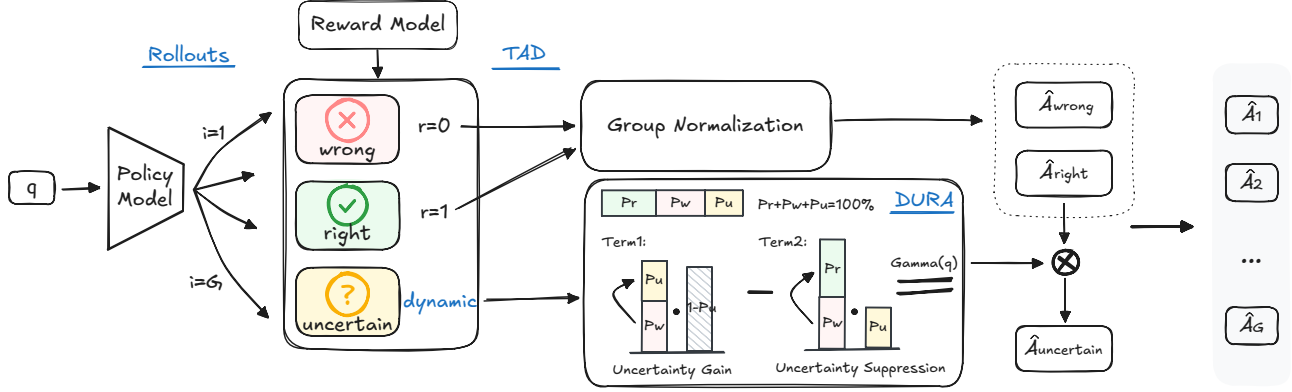 Reward Model
Rollouts
TAD
q
Policy
Model
i=1
i=G
wrong
r=0
right
r=1
uncertain
dynamic
Group Normalization
Pr
Pw
Pu
Pr+Pw+Pu=100%
DURA
Term1:
Pu
Pw
1-Pu
Uncertainty Gain
Term2:
Pr
Pw
Pu
Uncertainty Suppression
Gamma(q)
Âwrong
Âright
Âuncertain
Â1
Â2
...
ÂG